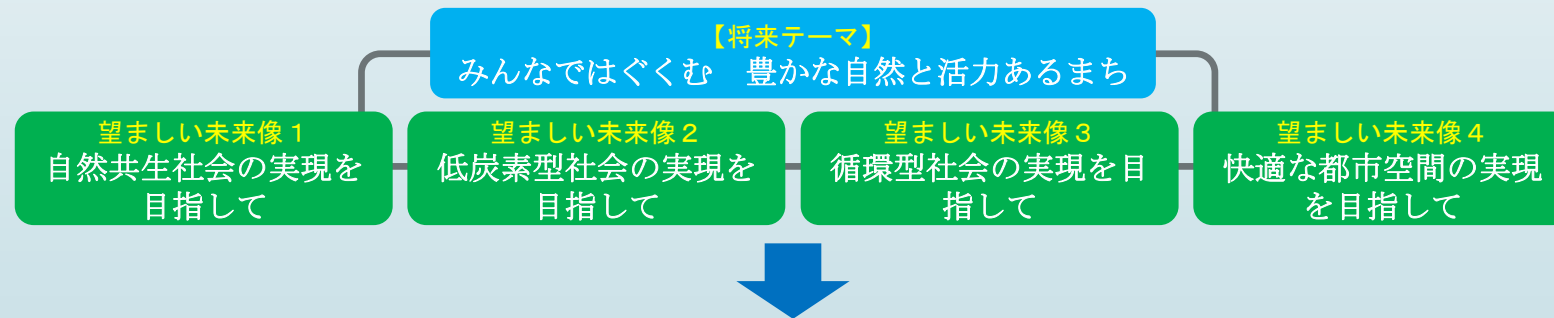 【将来テーマ】
みんなではぐくむ　豊かな自然と活力あるまち
望ましい未来像１
自然共生社会の実現を
目指して
望ましい未来像２
低炭素型社会の実現を
目指して
望ましい未来像３
循環型社会の実現を目
指して
望ましい未来像４
快適な都市空間の実現
を目指して